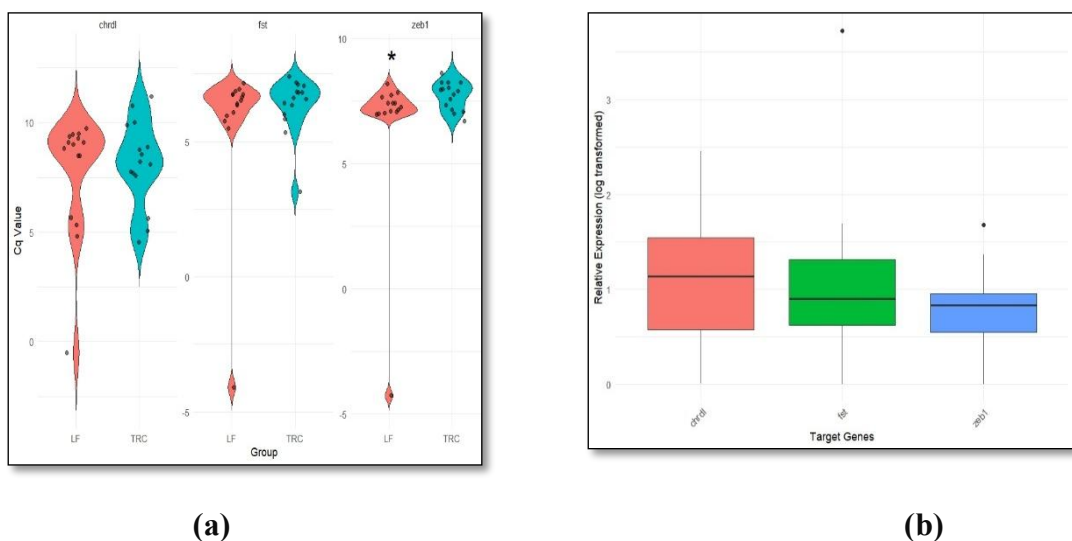 chrdl
fst
zeb1
Cq Value
10
5
0
5
0
-5
*
10
5
0
-5
LF
TRC
LF
TRC
LF
TRC
Group
Relative Expression (log transformed)
3
2
1
0
chrdl
fst
zeb1
Target Genes
(a)
(b)